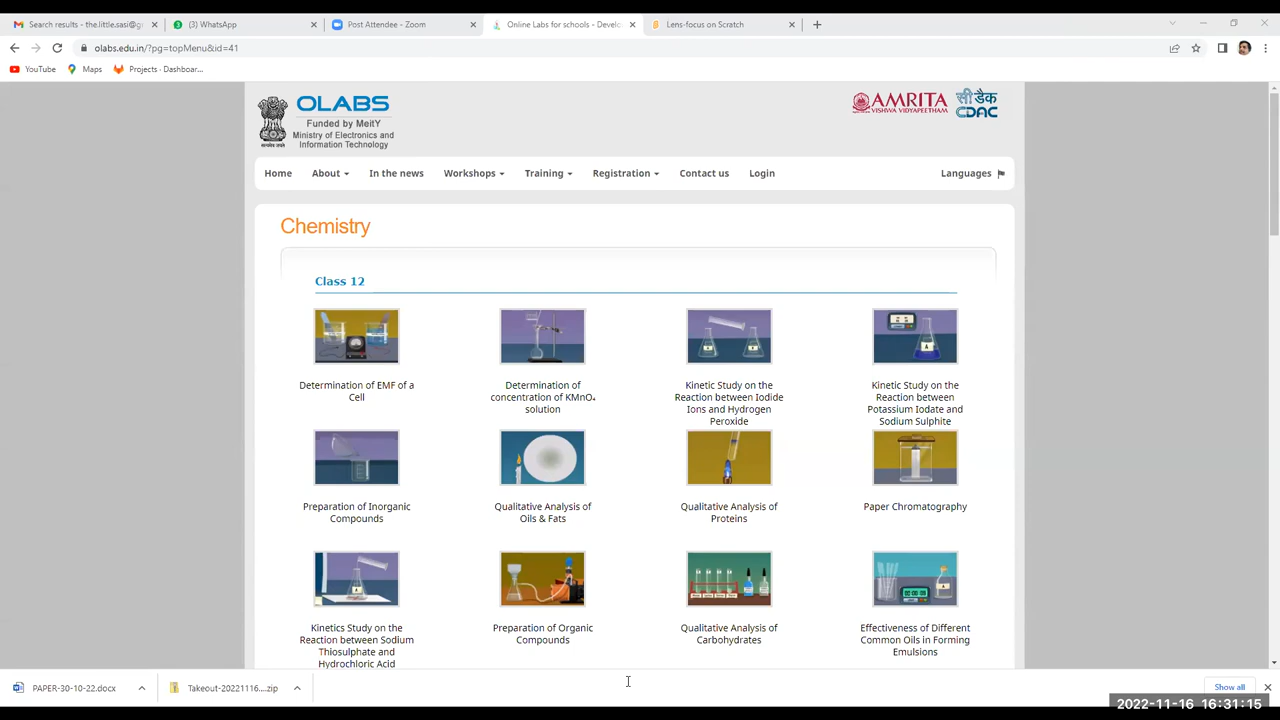 Search results - the.little.sasi@g
(3) WhatsApp
Post Attendee - Zoom
Online Labs for schools - Develo
Lens-focus on Scratch
olabs.edu.in/?pg=topMenu&id=41
YouTube
Maps
Projects · Dashboar...
OLABS
Funded by MeitY
Ministry of Electronics and
Information Technology
सत्यमेव जयते
AMRITA
VISHWA VIDYAPEETHAM
सी डैक
CDAC
Home
About
In the news
Workshops
Training
Registration
Contact us
Login
Languages
Chemistry
Class 12
Determination of EMF of a
Cell
Determination of
concentration of KMnO₄
solution
Kinetic Study on the
Reaction between Iodide
Ions and Hydrogen
Peroxide
Kinetic Study on the
Reaction between
Potassium Iodate and
Sodium Sulphite
Preparation of Inorganic
Compounds
Qualitative Analysis of
Oils & Fats
Qualitative Analysis of
Proteins
Paper Chromatography
Kinetics Study on the
Reaction between Sodium
Thiosulphate and
Hydrochloric Acid
Preparation of Organic
Compounds
Qualitative Analysis of
Carbohydrates
Effectiveness of Different
Common Oils in Forming
Emulsions
PAPER-30-10-22.docx
Takeout-20221116....zip
Show all
2022-11-16 16:31:15